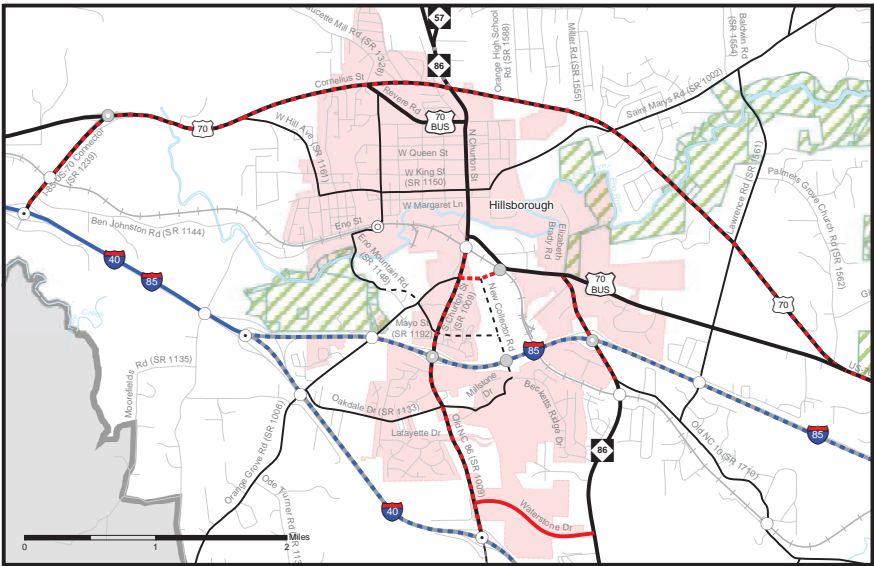 57
86
Faucette Mill Rd (SR 1328)
Orange High School
Rd (SR 1588)
Miller Rd (SR 1555)
Baldwin Rd
(SR 1554)
Saint Marys Rd (SR 1002)
Cornelius St
Revere Rd
70
BUS
70
I85-US-70 Connector
(SR 1239)
W Hill Ave (SR 1161)
W Queen St
W King St
(SR 1150)
W Margaret Ln
N Churton St
Hillsborough
Lawrence Rd (SR 1561)
Palmers Grove Church Rd (SR 1562)
Ben Johnston Rd (SR 1144)
Eno St
Eno Mountain Rd
(SR 1148)
Elizabeth
Brady Rd
40
85
70
BUS
70
New Collector Rd
S Churton St
(SR 1009)
Mayo St
(SR 1192)
85
Moorefields
Rd (SR 1135)
Millstone
Dr
Becketts Ridge Dr
Oakdale Dr (SR 1133)
Orange Grove Rd (SR 1006)
Lafayette Dr
Old NC 86 (SR 1009)
86
85
Old NC 10 (SR 1710)
Ode Turner Rd
40
Waterstone Dr
0
1
2
Miles